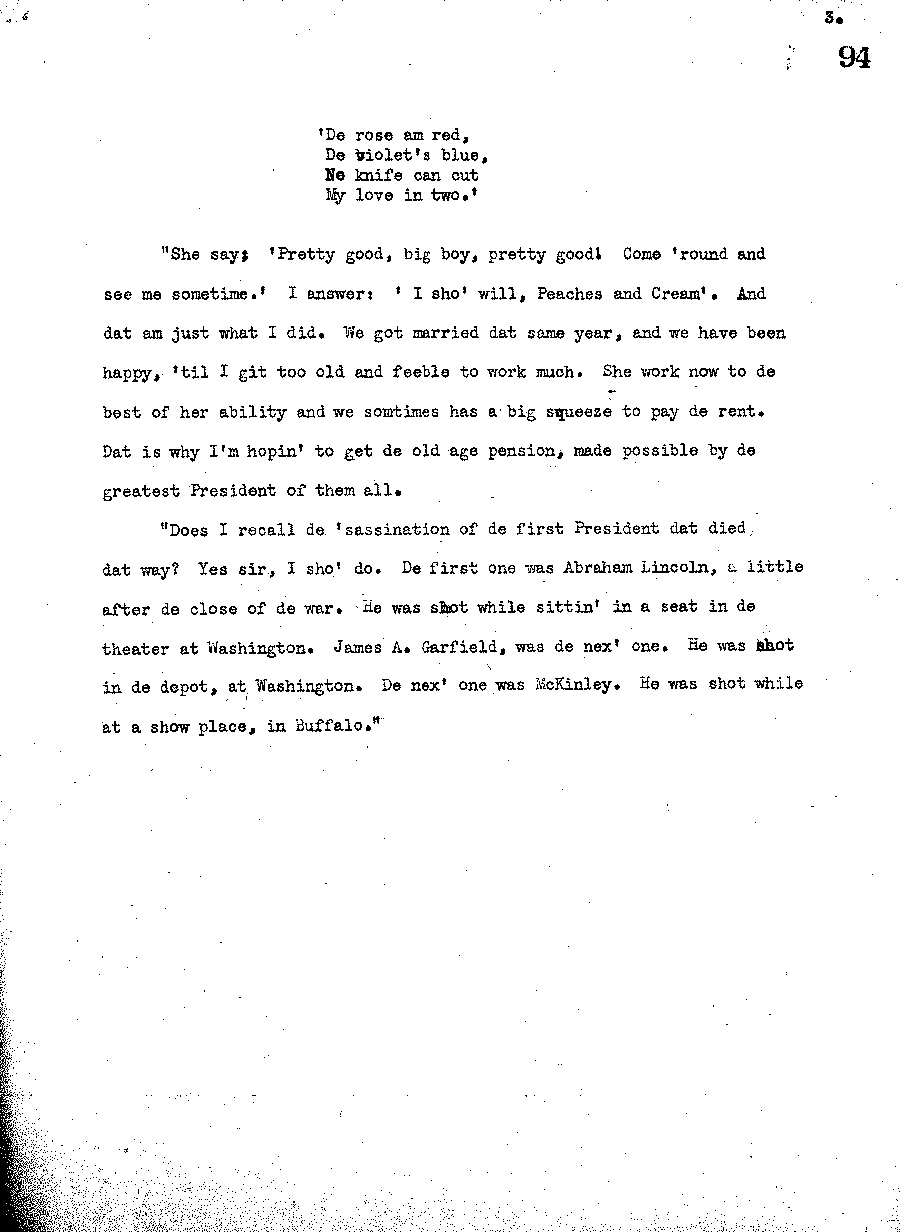 3.
94
'De rose am red,
De violet's blue,
No knife can cut
My love in two.'
"She say: 'Pretty good, big boy, pretty good! Come 'round and
see me sometime.' I answer: ' I sho' will, Peaches and Cream'. And
dat am just what I did. We got married dat same year, and we have been
happy, 'til I git too old and feeble to work much. She work now to de
best of her ability and we somtimes has a big squeeze to pay de rent.
Dat is why I'm hopin' to get de old age pension, made possible by de
greatest President of them all.
"Does I recall de 'sassination of de first President dat died
dat way? Yes sir, I sho' do. De first one was Abraham Lincoln, a little
after de close of de war. He was shot while sittin' in a seat in de
theater at Washington. James A. Garfield, was de nex' one. He was shot
in de depot, at Washington. De nex' one was McKinley. He was shot while
at a show place, in Buffalo."